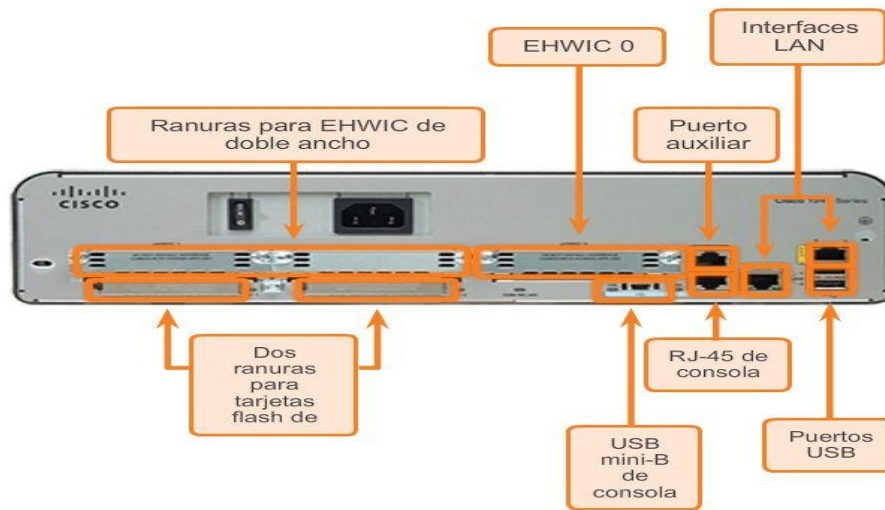 EHWIC 0
Interfaces
LAN
Ranuras para EHWIC de
doble ancho
Puerto
auxiliar
CISCO
Series
Dos
ranuras
para
tarjetas
flash de
RJ-45 de
consola
USB
mini-B
de
consola
Puertos
USB